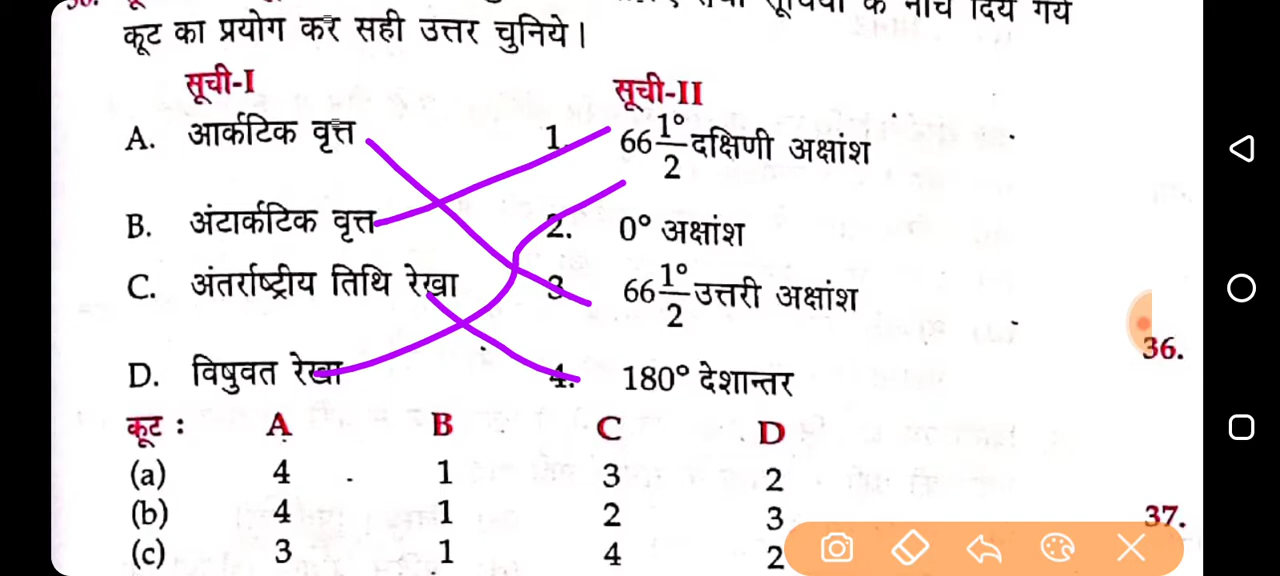 कूट का प्रयोग कर सही उत्तर चुनिये।
सूची-I सूची-II
A. आर्कटिक वृत्त 1. 66 1°/2 दक्षिणी अक्षांश
B. अंटार्कटिक वृत्त 2. 0° अक्षांश
C. अंतर्राष्ट्रीय तिथि रेखा 3. 66 1°/2 उत्तरी अक्षांश
D. विषुवत रेखा 4. 180° देशान्तर
36.
कूट : A B C D
(a) 4 1 3 2
(b) 4 1 2 3
37.
(c) 3 1 4 2